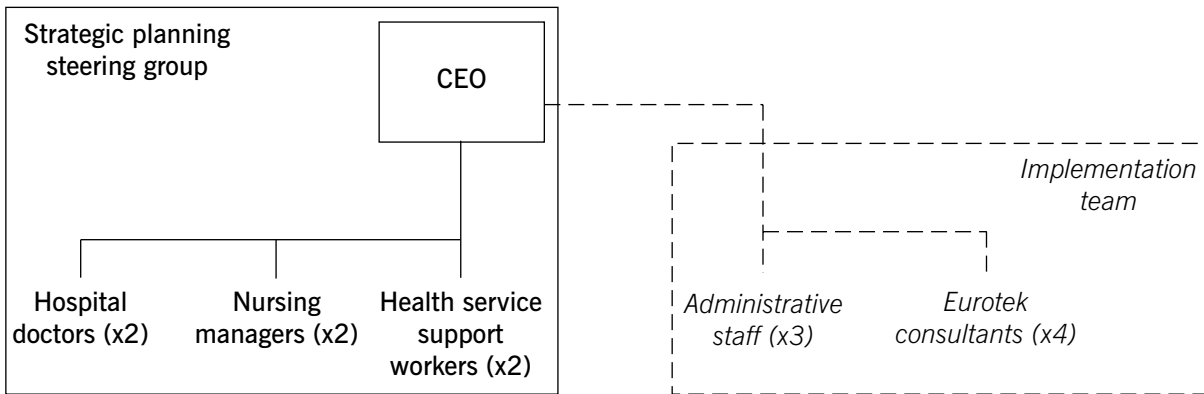 Strategic planning
steering group
CEO
Implementation
team
Hospital
doctors (x2)
Nursing
managers (x2)
Health service
support
workers (x2)
Administrative
staff (x3)
Eurotek
consultants (x4)